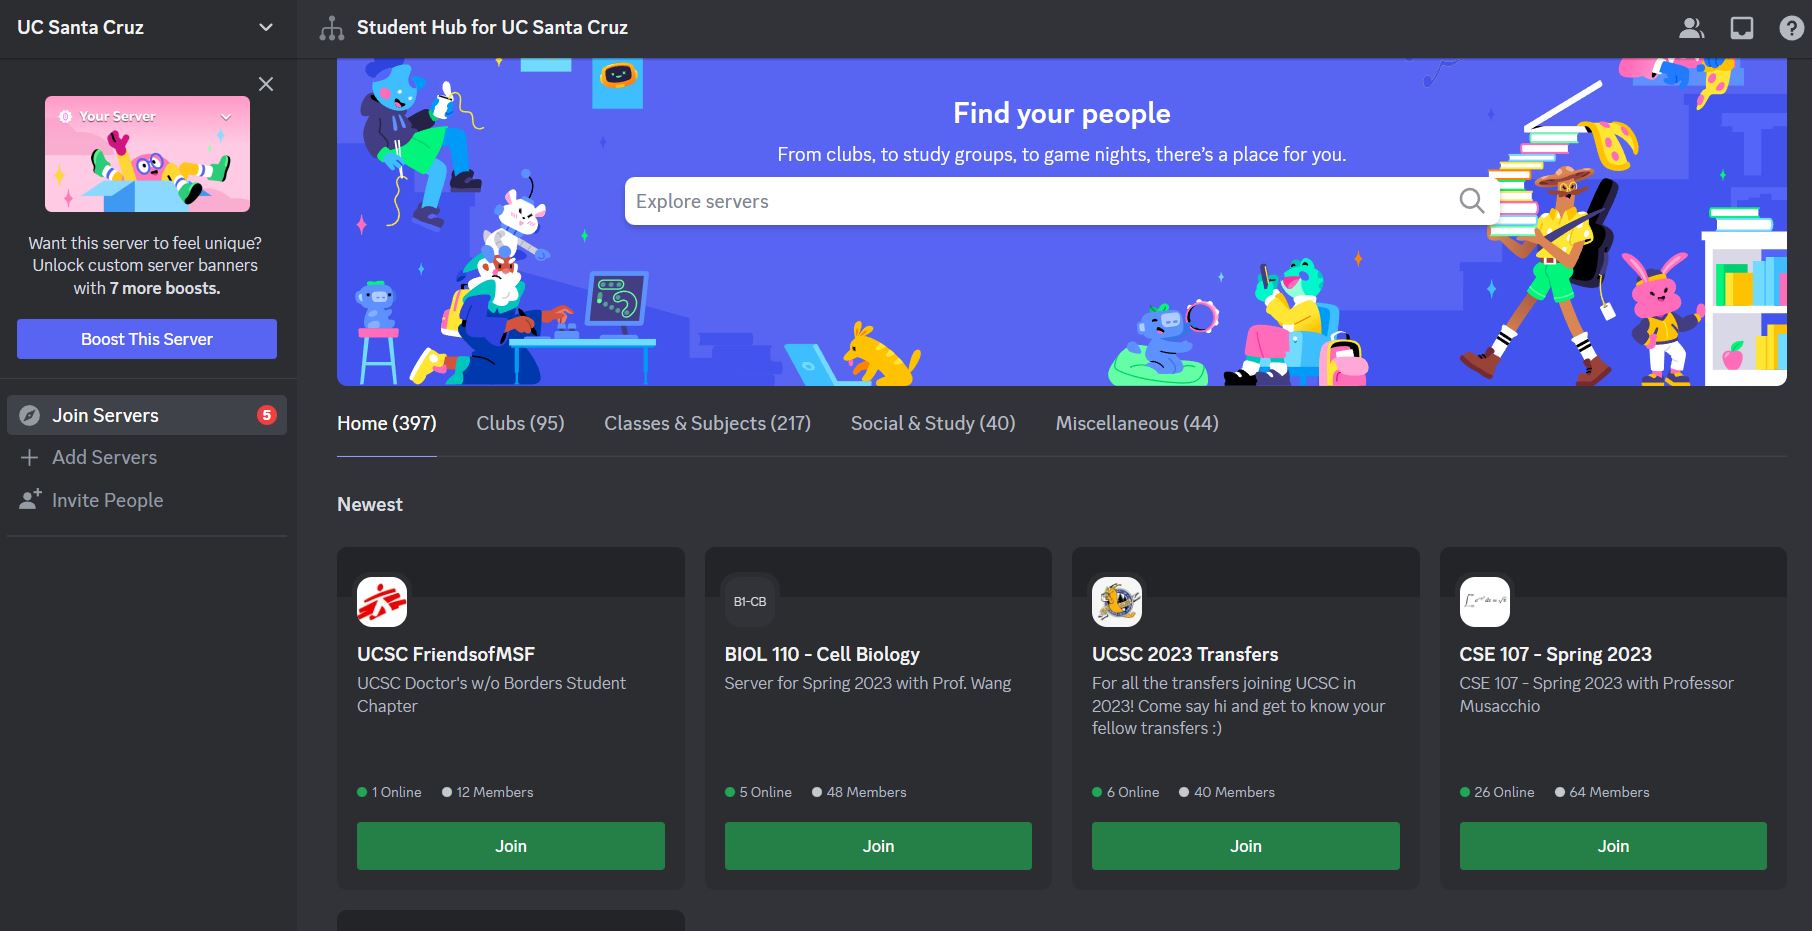 UC Santa Cruz
Student Hub for UC Santa Cruz
Your Server
Want this server to feel unique?
Unlock custom server banners
with 7 more boosts.
Boost This Server
Join Servers
5
Add Servers
Invite People
Find your people
From clubs, to study groups, to game nights, there's a place for you.
Explore servers
Home (397)
Clubs (95)
Classes & Subjects (217)
Social & Study (40)
Miscellaneous (44)
Newest
UCSC FriendsofMSF
UCSC Doctor's w/o Borders Student
Chapter
1 Online
12 Members
Join
B1-CB
BIOL 110 - Cell Biology
Server for Spring 2023 with Prof. Wang
5 Online
48 Members
Join
UCSC 2023 Transfers
For all the transfers joining UCSC in
2023! Come say hi and get to know your
fellow transfers :)
6 Online
40 Members
Join
CSE 107 - Spring 2023
CSE 107 - Spring 2023 with Professor
Musacchio
26 Online
64 Members
Join